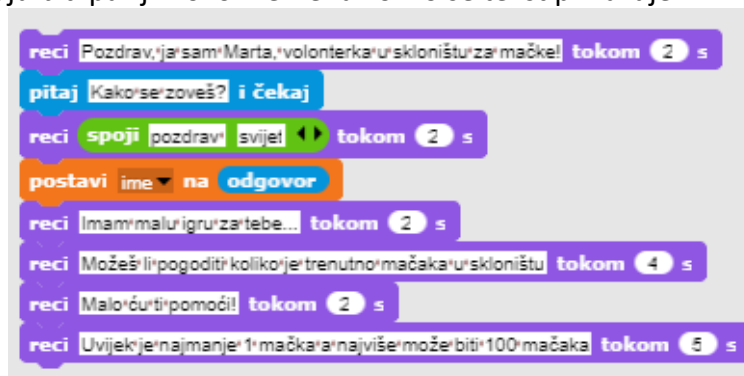 reci Pozdrav, ja sam Marta, volonterka u skloništu za mačke! tokom 2 s
pitaj Kako se zoveš? i čekaj
reci spoji pozdrav svijet tokom 2 s
postavi ime na odgovor
reci Imam malu igru za tebe... tokom 2 s
reci Možeš li pogoditi koliko je trenutno mačaka u skloništu tokom 4 s
reci Malo ću ti pomoći! tokom 2 s
reci Uvijek je najmanje 1 mačka a najviše može biti 100 mačaka tokom 5 s